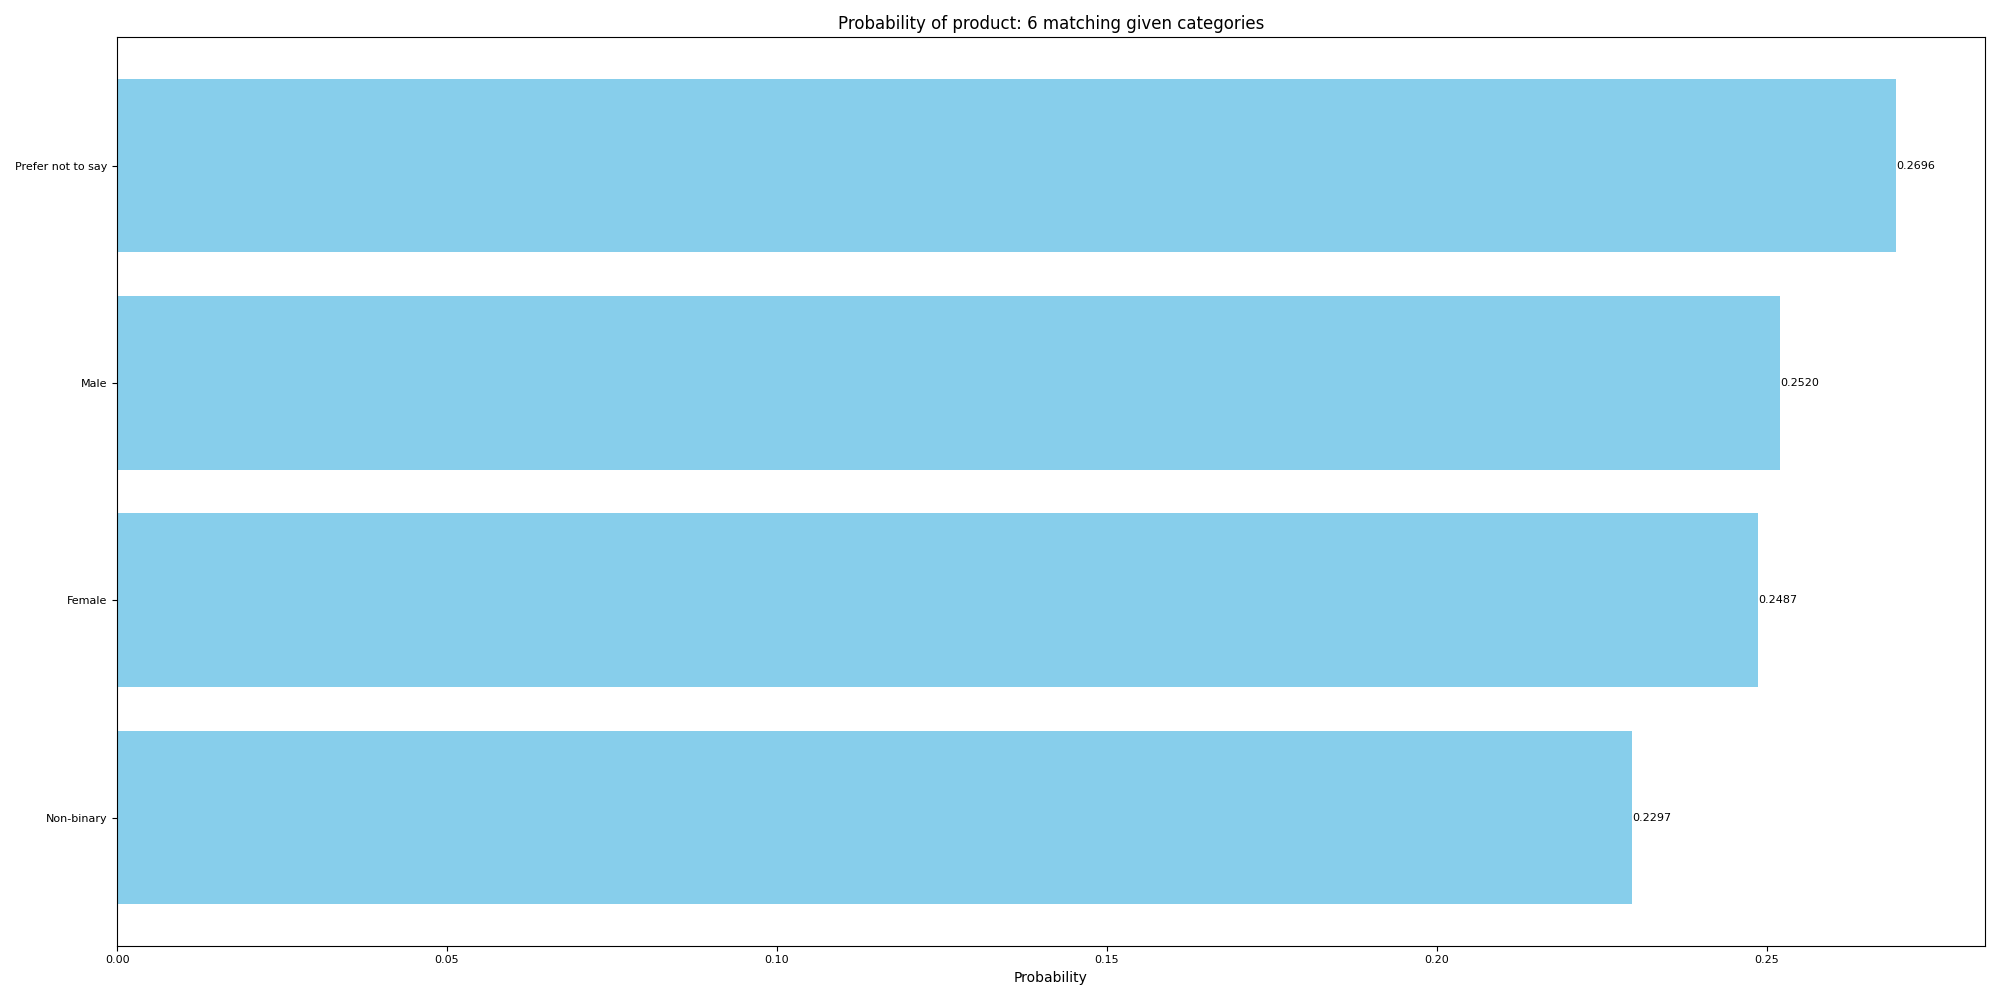 Probability of product: 6 matching given categories
Prefer not to say
0.2696
Male
0.2520
Female
0.2487
Non-binary
0.2297
0.00 0.05 0.10 0.15 0.20 0.25
Probability